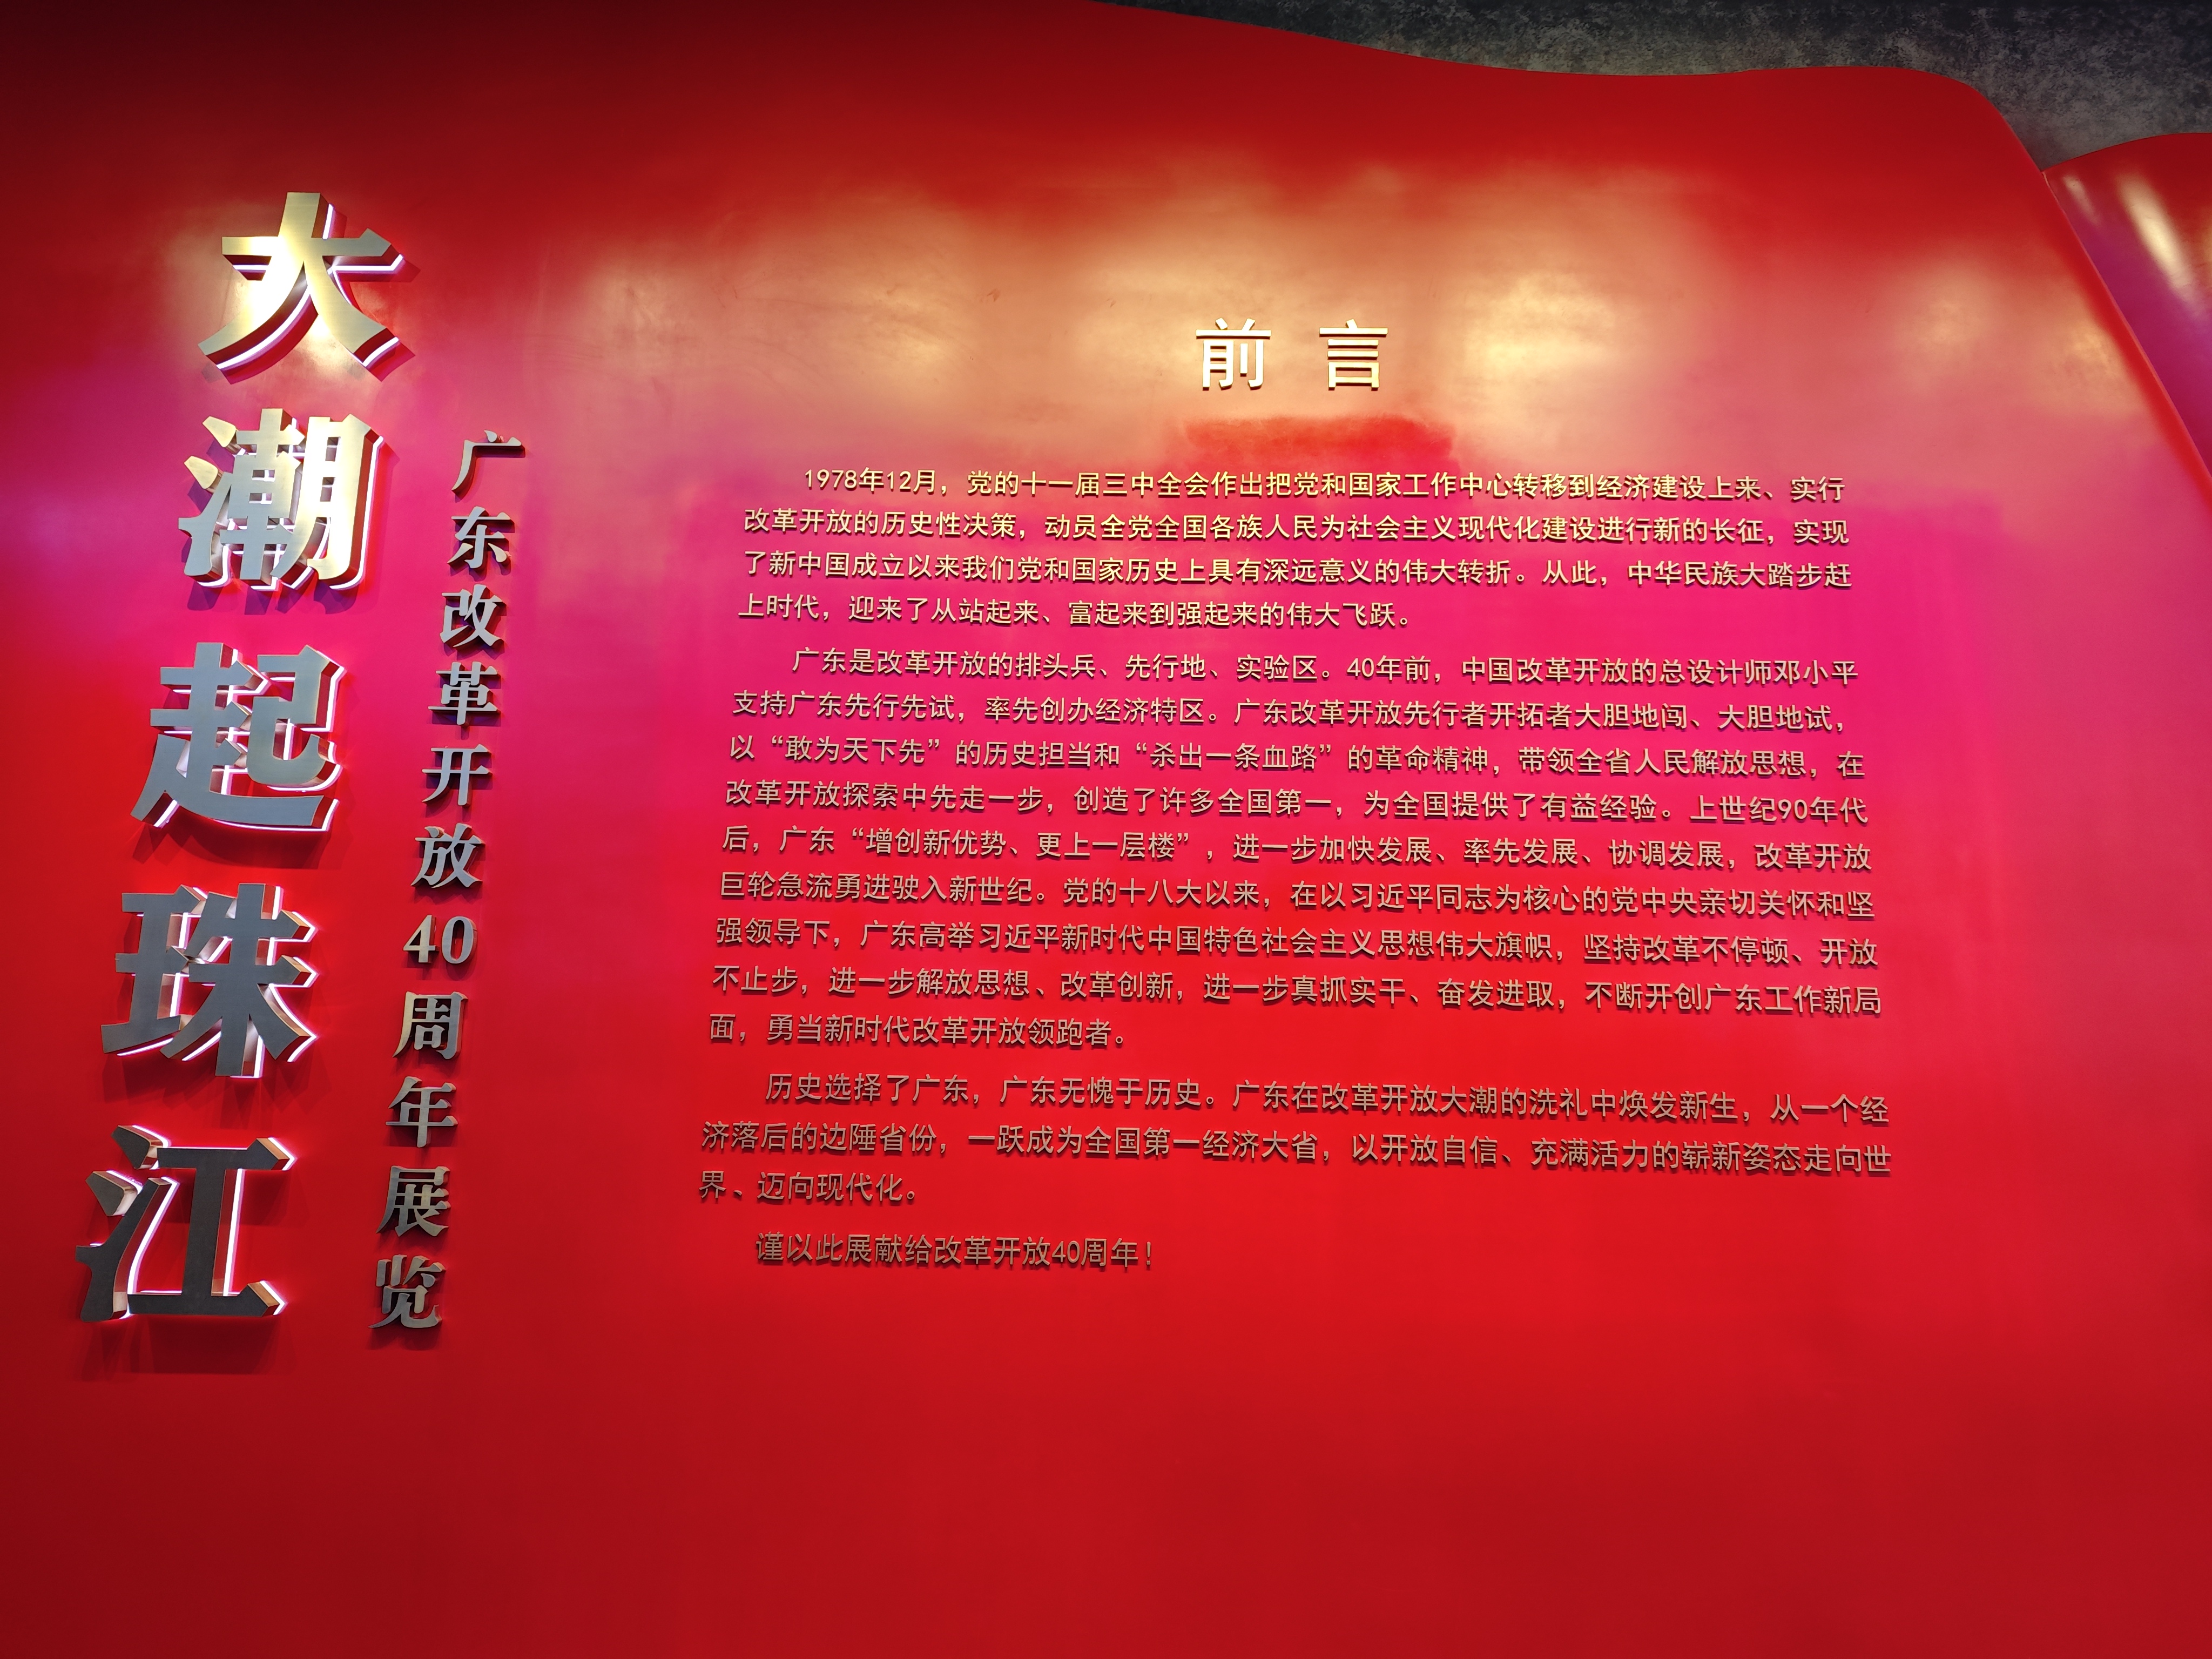 大潮起珠江
广东改革开放40周年展览
前言
1978年12月，党的十一届三中全会作出把党和国家工作中心转移到经济建设上来、实行
改革开放的历史性决策，动员全党全国各族人民为社会主义现代化建设进行新的长征，实现
了新中国成立以来我们党和国家历史上具有深远意义的伟大转折。从此，中华民族大踏步赶
上时代，迎来了从站起来、富起来到强起来的伟大飞跃。
广东是改革开放的排头兵、先行地、实验区。40年前，中国改革开放的总设计师邓小平
支持广东先行先试，率先创办经济特区。广东改革开放先行者开拓者大胆地闯、大胆地试，
以“敢为天下先”的历史担当和“杀出一条血路”的革命精神，带领全省人民解放思想，在
改革开放探索中先走一步，创造了许多全国第一，为全国提供了有益经验。上世纪90年代
后，广东“增创新优势、更上一层楼”，进一步加快发展、率先发展、协调发展，改革开放
巨轮急流勇进驶入新世纪。党的十八大以来，在以习近平同志为核心的党中央亲切关怀和坚
强领导下，广东高举习近平新时代中国特色社会主义思想伟大旗帜，坚持改革不停顿、开放
不止步，进一步解放思想、改革创新，进一步真抓实干、奋发进取，不断开创广东工作新局
面，勇当新时代改革开放领跑者。
历史选择了广东，广东无愧于历史。广东在改革开放大潮的洗礼中焕发新生，从一个经
济落后的边陲省份，一跃成为全国第一经济大省，以开放自信、充满活力的崭新姿态走向世
界、迈向现代化。
谨以此展献给改革开放40周年！